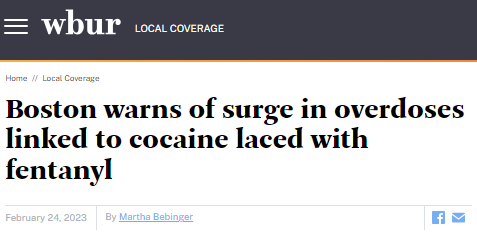 wbur LOCAL COVERAGE
Home // Local Coverage
Boston warns of surge in overdoses
linked to cocaine laced with
fentanyl
February 24, 2023 By Martha Bebinger